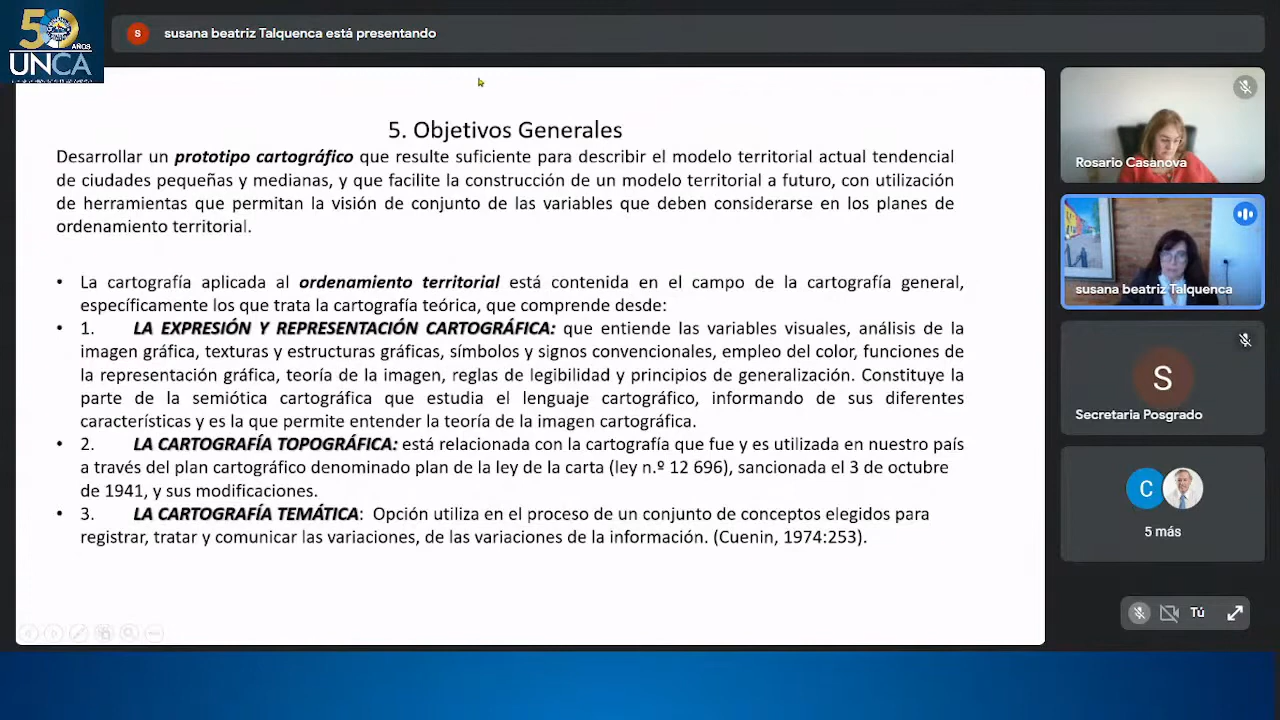 50 AÑOS
UNCA
S
susana beatriz Talquenca está presentando
5. Objetivos Generales
Desarrollar un prototipo cartográfico que resulte suficiente para describir el modelo territorial actual tendencial
de ciudades pequeñas y medianas, y que facilite la construcción de un modelo territorial a futuro, con utilización
de herramientas que permitan la visión de conjunto de las variables que deben considerarse en los planes de
ordenamiento territorial.
• La cartografía aplicada al ordenamiento territorial está contenida en el campo de la cartografía general,
específicamente los que trata la cartografía teórica, que comprende desde:
• 1. LA EXPRESIÓN Y REPRESENTACIÓN CARTOGRÁFICA: que entiende las variables visuales, análisis de la
imagen gráfica, texturas y estructuras gráficas, símbolos y signos convencionales, empleo del color, funciones de
la representación gráfica, teoría de la imagen, reglas de legibilidad y principios de generalización. Constituye la
parte de la semiótica cartográfica que estudia el lenguaje cartográfico, informando de sus diferentes
características y es la que permite entender la teoría de la imagen cartográfica.
• 2. LA CARTOGRAFÍA TOPOGRÁFICA: está relacionada con la cartografía que fue y es utilizada en nuestro país
a través del plan cartográfico denominado plan de la ley de la carta (ley n.º 12 696), sancionada el 3 de octubre
de 1941, y sus modificaciones.
• 3. LA CARTOGRAFÍA TEMÁTICA: Opción utiliza en el proceso de un conjunto de conceptos elegidos para
registrar, tratar y comunicar las variaciones, de las variaciones de la información. (Cuenin, 1974:253).
Rosario Casanova
susana beatriz Talquenca
S
Secretaria Posgrado
C
5 más
Tú